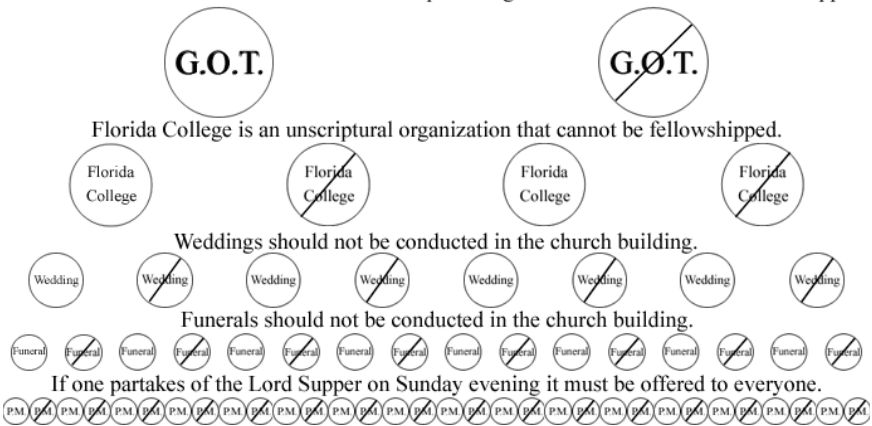 G.O.T. G.O.T.
Florida College is an unscriptural organization that cannot be fellowshipped.
Florida Florida Florida Florida
College College College College
Weddings should not be conducted in the church building.
Wedding Wedding Wedding Wedding Wedding Wedding Wedding Wedding
Funerals should not be conducted in the church building.
Funeral Funeral Funeral Funeral Funeral Funeral Funeral Funeral Funeral Funeral Funeral Funeral Funeral Funeral Funeral Funeral
If one partakes of the Lord Supper on Sunday evening it must be offered to everyone.
P.M. P.M. P.M. P.M. P.M. P.M. P.M. P.M. P.M. P.M. P.M. P.M. P.M. P.M. P.M. P.M. P.M. P.M. P.M. P.M. P.M. P.M. P.M. P.M. P.M. P.M. P.M. P.M. P.M. P.M. P.M. P.M.